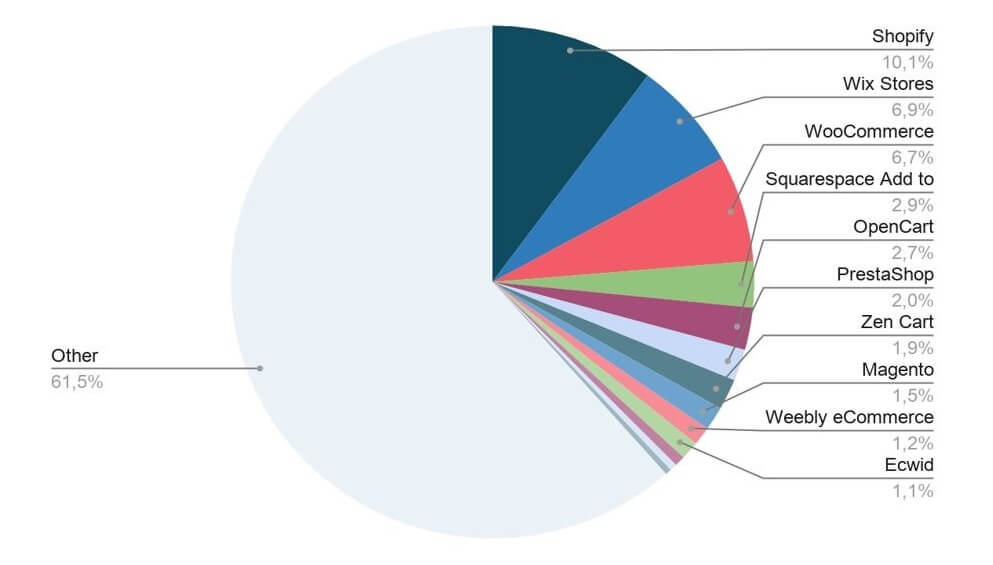 Shopify
10,1%
Wix Stores
6,9%
WooCommerce
6,7%
Squarespace Add to
2,9%
OpenCart
2,7%
PrestaShop
2,0%
Zen Cart
1,9%
Magento
1,5%
Weebly eCommerce
1,2%
Ecwid
1,1%
Other
61,5%